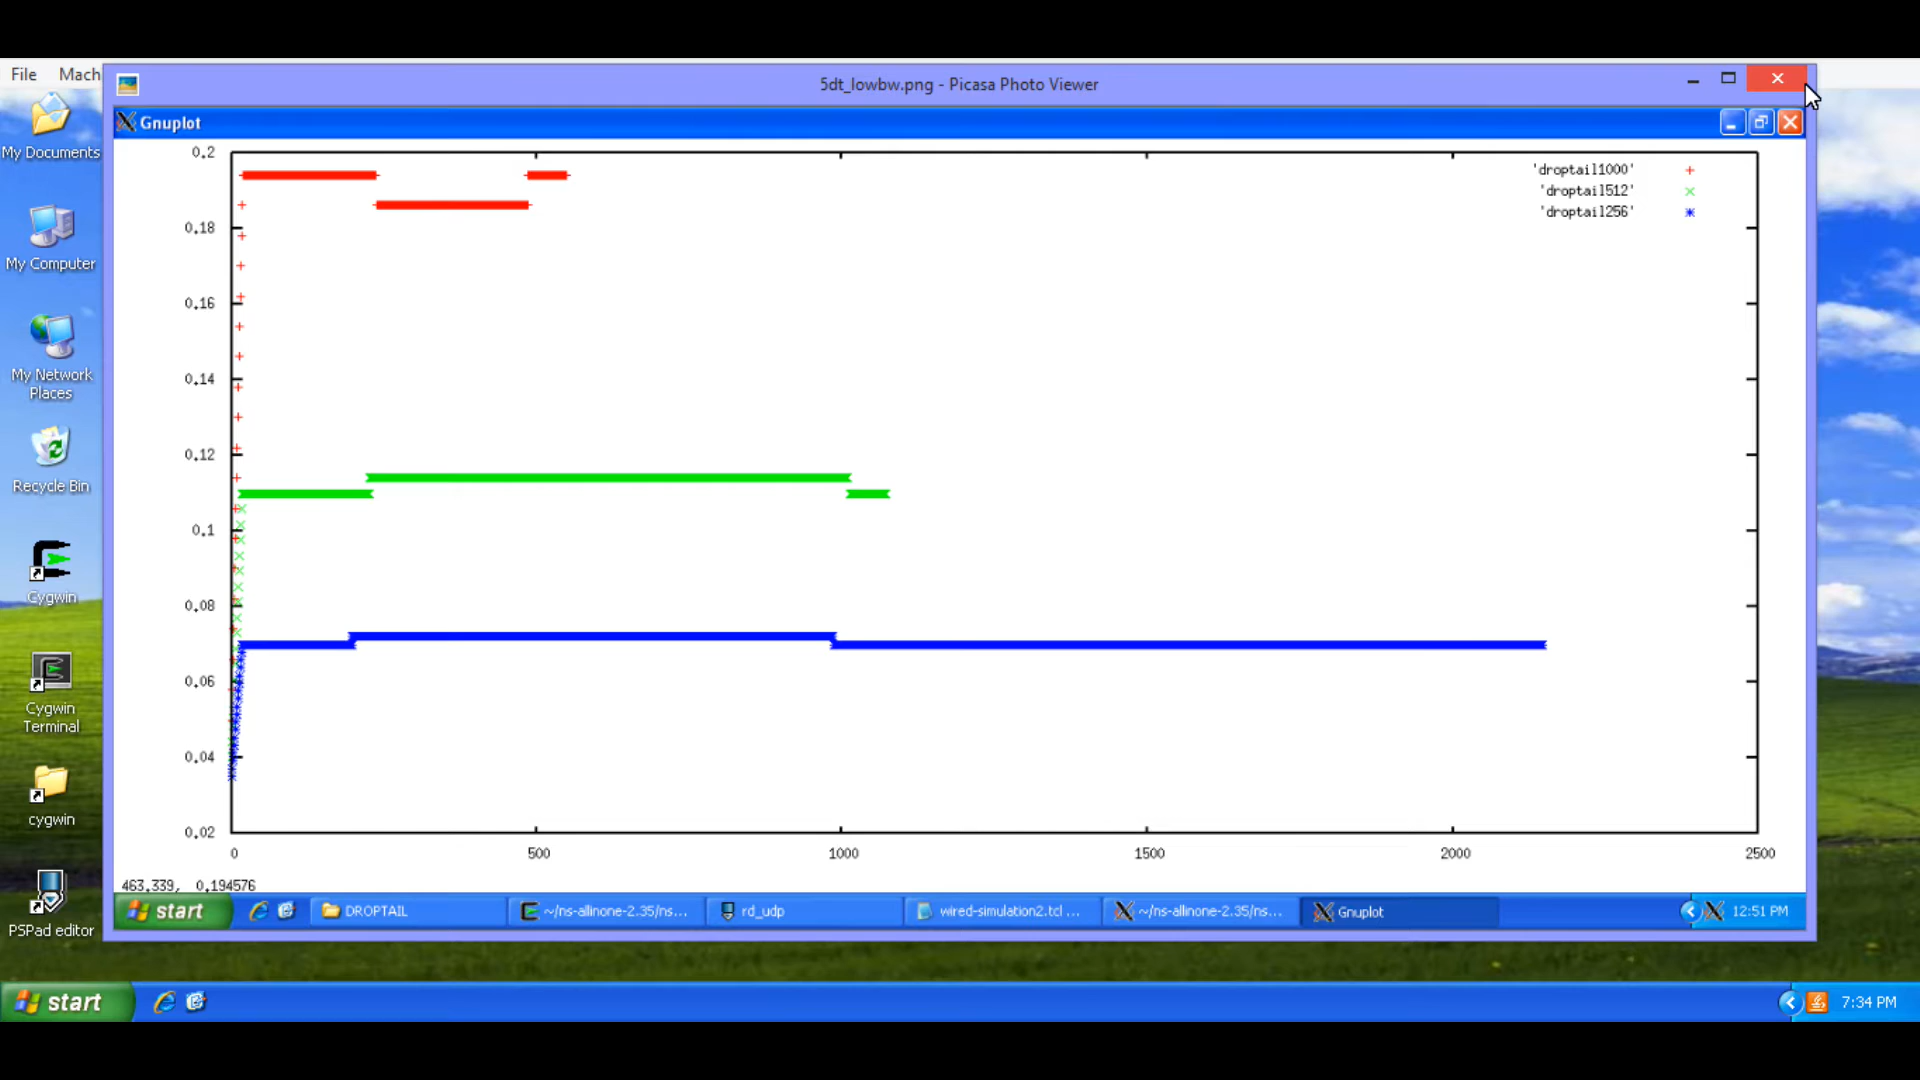 File Mach
5dt_lowbw.png - Picasa Photo Viewer
Gnuplot
My Documents
My Computer
My Network
Places
Recycle Bin
Cygwin
Cygwin
Terminal
cygwin
PSPad editor
0.2
0.18
0.16
0.14
0.12
0.1
0.08
0.06
0.04
0.02
'droptail1000'
'droptail512'
'droptail256'
0 500 1000 1500 2000 2500
463.339, 0.194576
start DROPTAIL ~/ns-allinone-2.35/ns... rd_udp wired-simulation2.tcl ... ~/ns-allinone-2.35/ns... Gnuplot 12:51 PM
start 7:34 PM